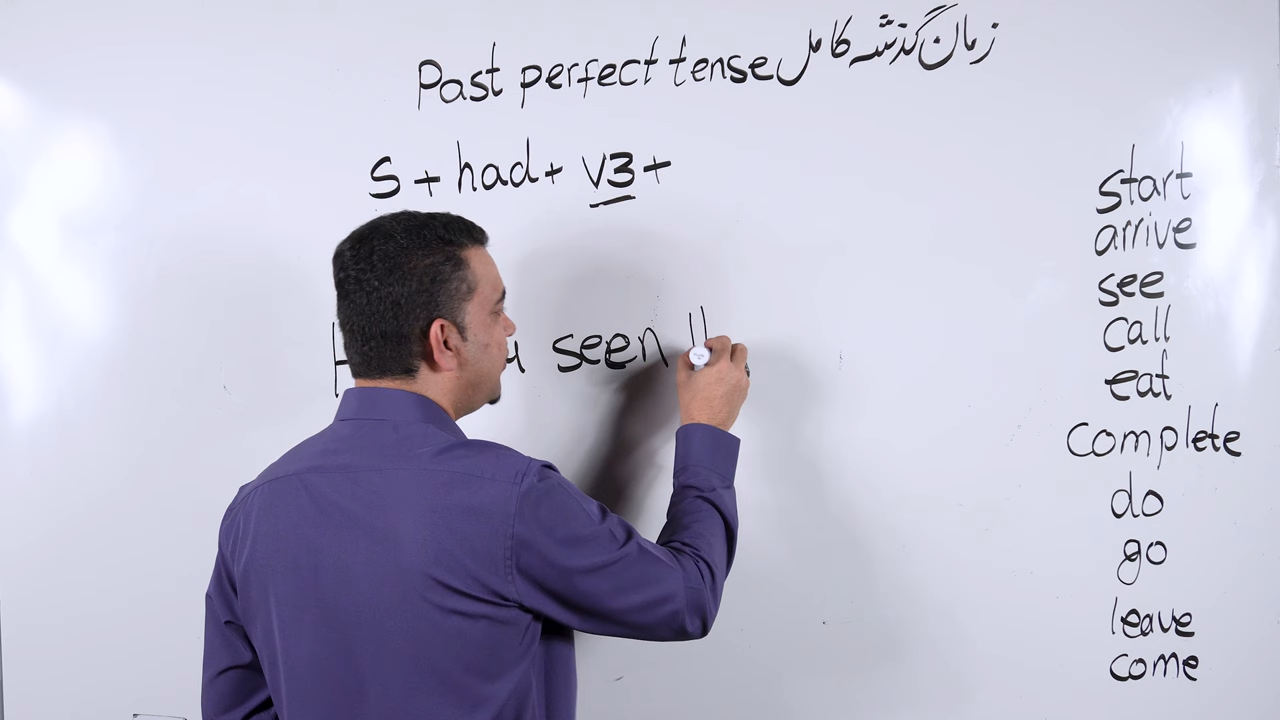 Past perfect tense زمان گذشته کامل
S + had + V3 +
seen
start
arrive
see
call
eat
complete
do
go
leave
come